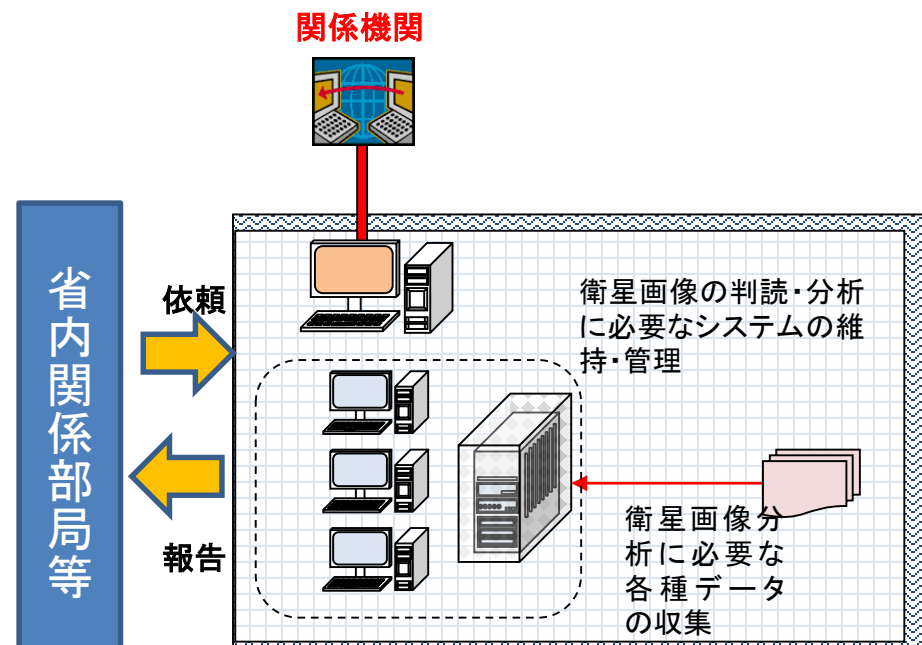 関係機関
省内関係部局等
依頼
報告
衛星画像の判読・分析
に必要なシステムの維
持・管理
衛星画像分
析に必要な
各種データ
の収集